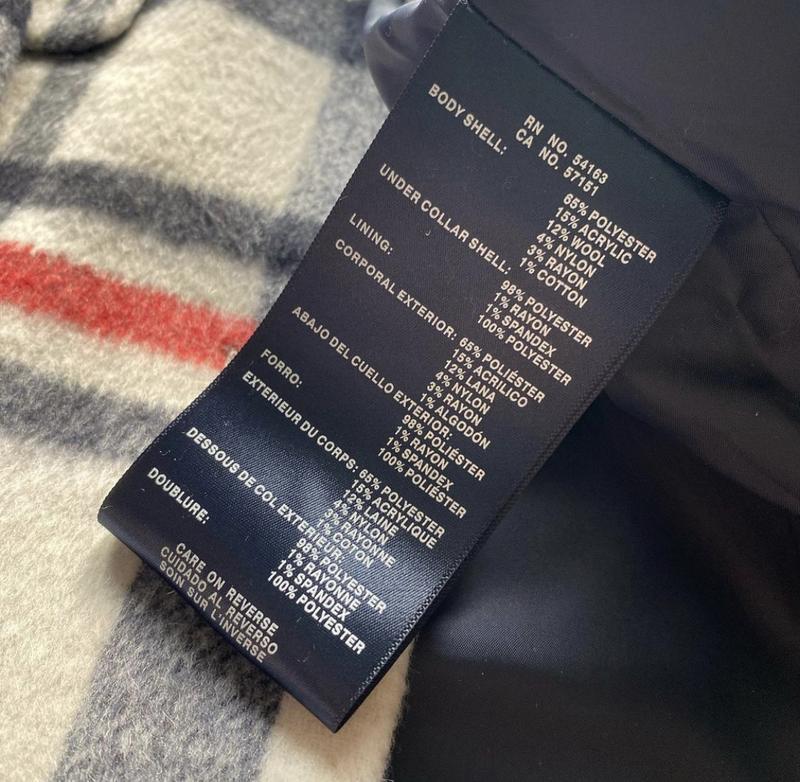 RN NO. 54163
CA NO. 57151
BODY SHELL:
65% POLYESTER
15% ACRYLIC
12% WOOL
4% NYLON
3% RAYON
1% COTTON
UNDER COLLAR SHELL:
98% POLYESTER
1% RAYON
1% SPANDEX
LINING:
100% POLYESTER
CORPORAL EXTERIOR: 65% POLIÉSTER
15% ACRILICO
12% LANA
4% NYLON
3% RAYON
1% ALGODON
ABAJO DEL CUELLO EXTERIOR:
98% POLIÉSTER
1% RAYON
1% SPANDEX
FORRO:
100% POLIÉSTER
EXTERIEUR DU CORPS: 65% POLYESTER
15% ACRYLIQUE
12% LAINE
4% NYLON
3% RAYONNE
1% COTON
DESSOUS DE COL EXTERIEUR:
98% POLYESTER
1% RAYONNE
1% SPANDEX
DOUBLURE:
100% POLYESTER
CARE ON REVERSE
CUIDADO AL REVERSO
SOIN SUR L'INVERSE